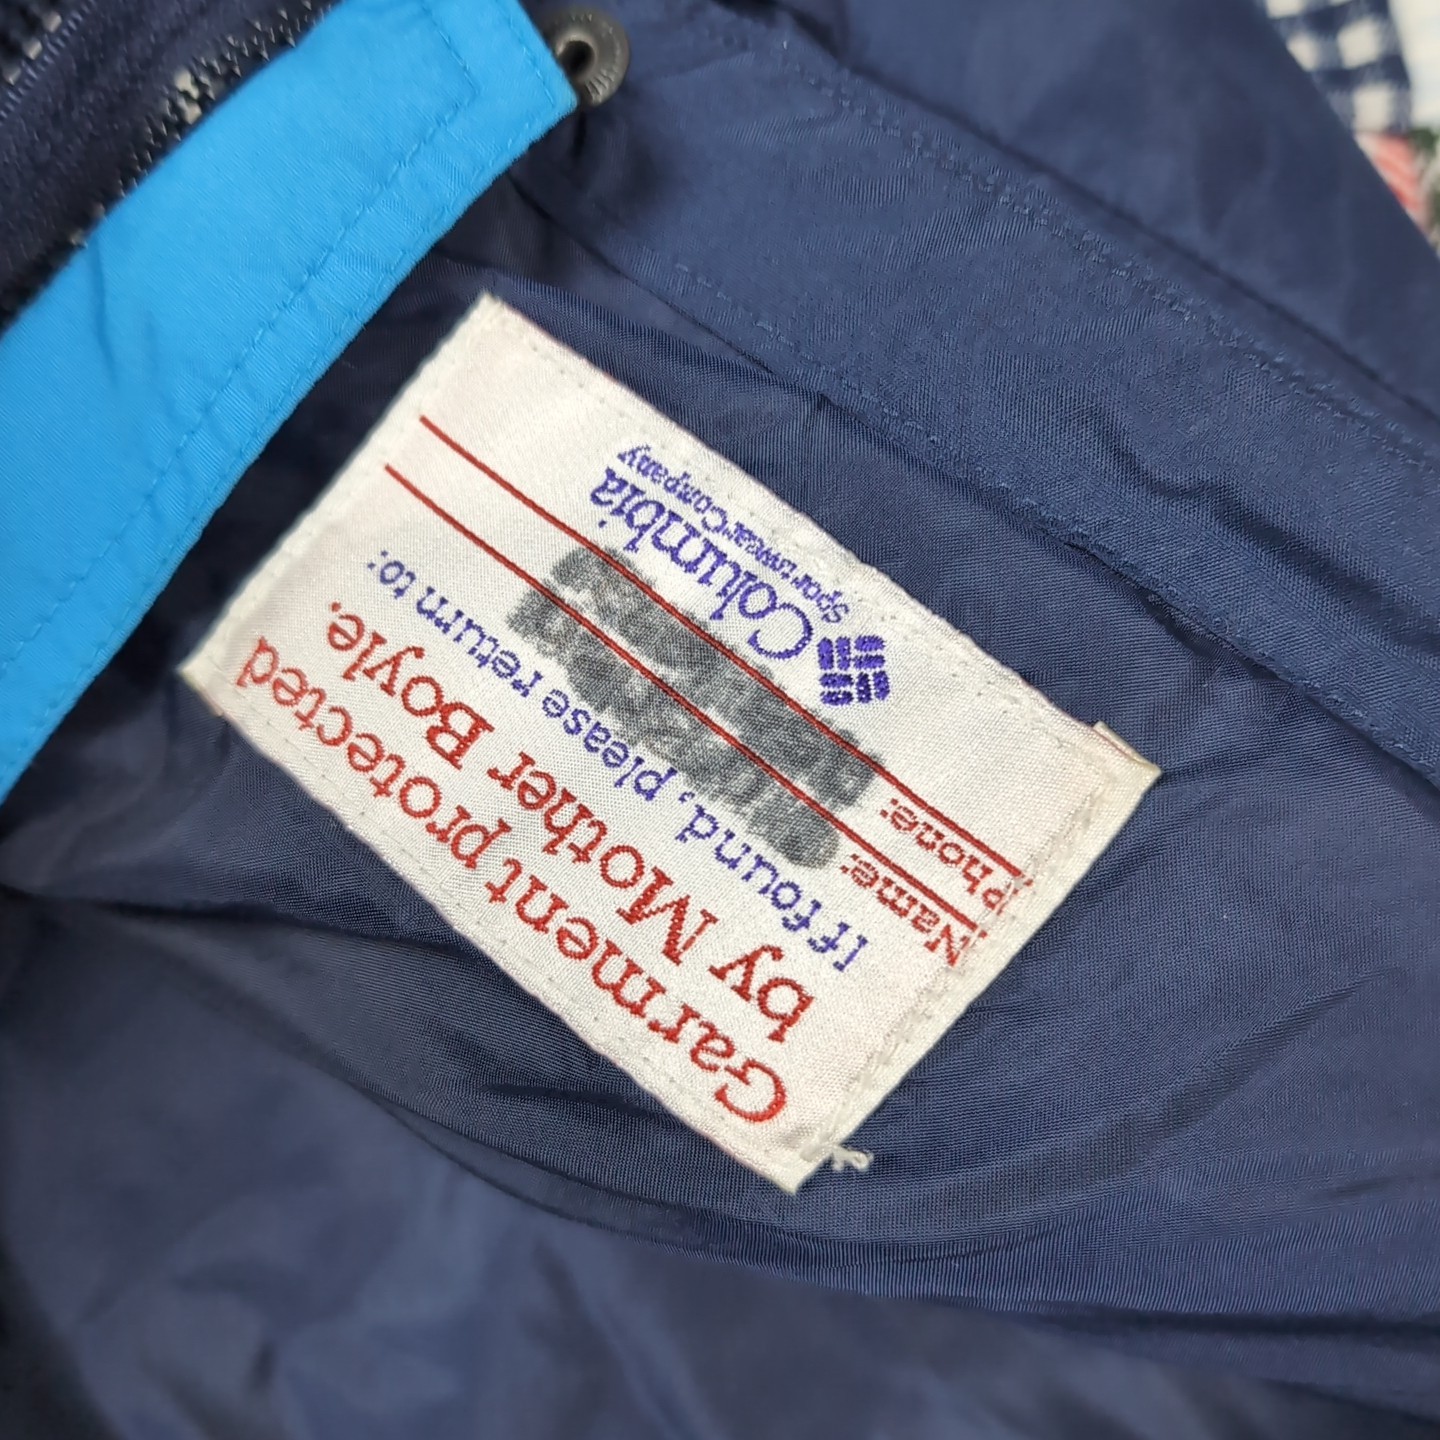 Garment protected
by Mother Boyle.
If found, please return to:
Name:
Phone:
Columbia
Sportswear Company